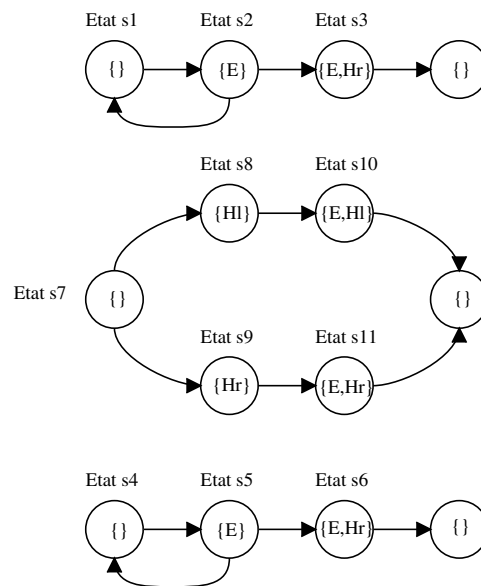 Etat s1 Etat s2 Etat s3
{} {E} {E,Hr} {}
Etat s8 Etat s10
{Hl} {E,Hl}
Etat s7 {} {}
Etat s9 Etat s11
{Hr} {E,Hr}
Etat s4 Etat s5 Etat s6
{} {E} {E,Hr} {}